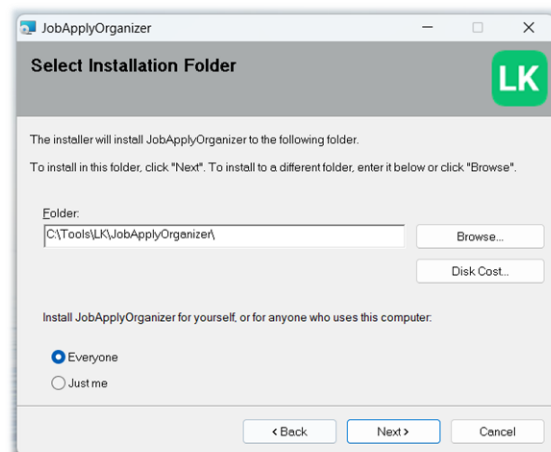 JobApplyOrganizer
Select Installation Folder
LK
The installer will install JobApplyOrganizer to the following folder.
To install in this folder, click "Next". To install to a different folder, enter it below or click "Browse".
Folder:
C:\Tools\LK\JobApplyOrganizer\
Browse...
Disk Cost...
Install JobApplyOrganizer for yourself, or for anyone who uses this computer:
Everyone
Just me
< Back
Next >
Cancel